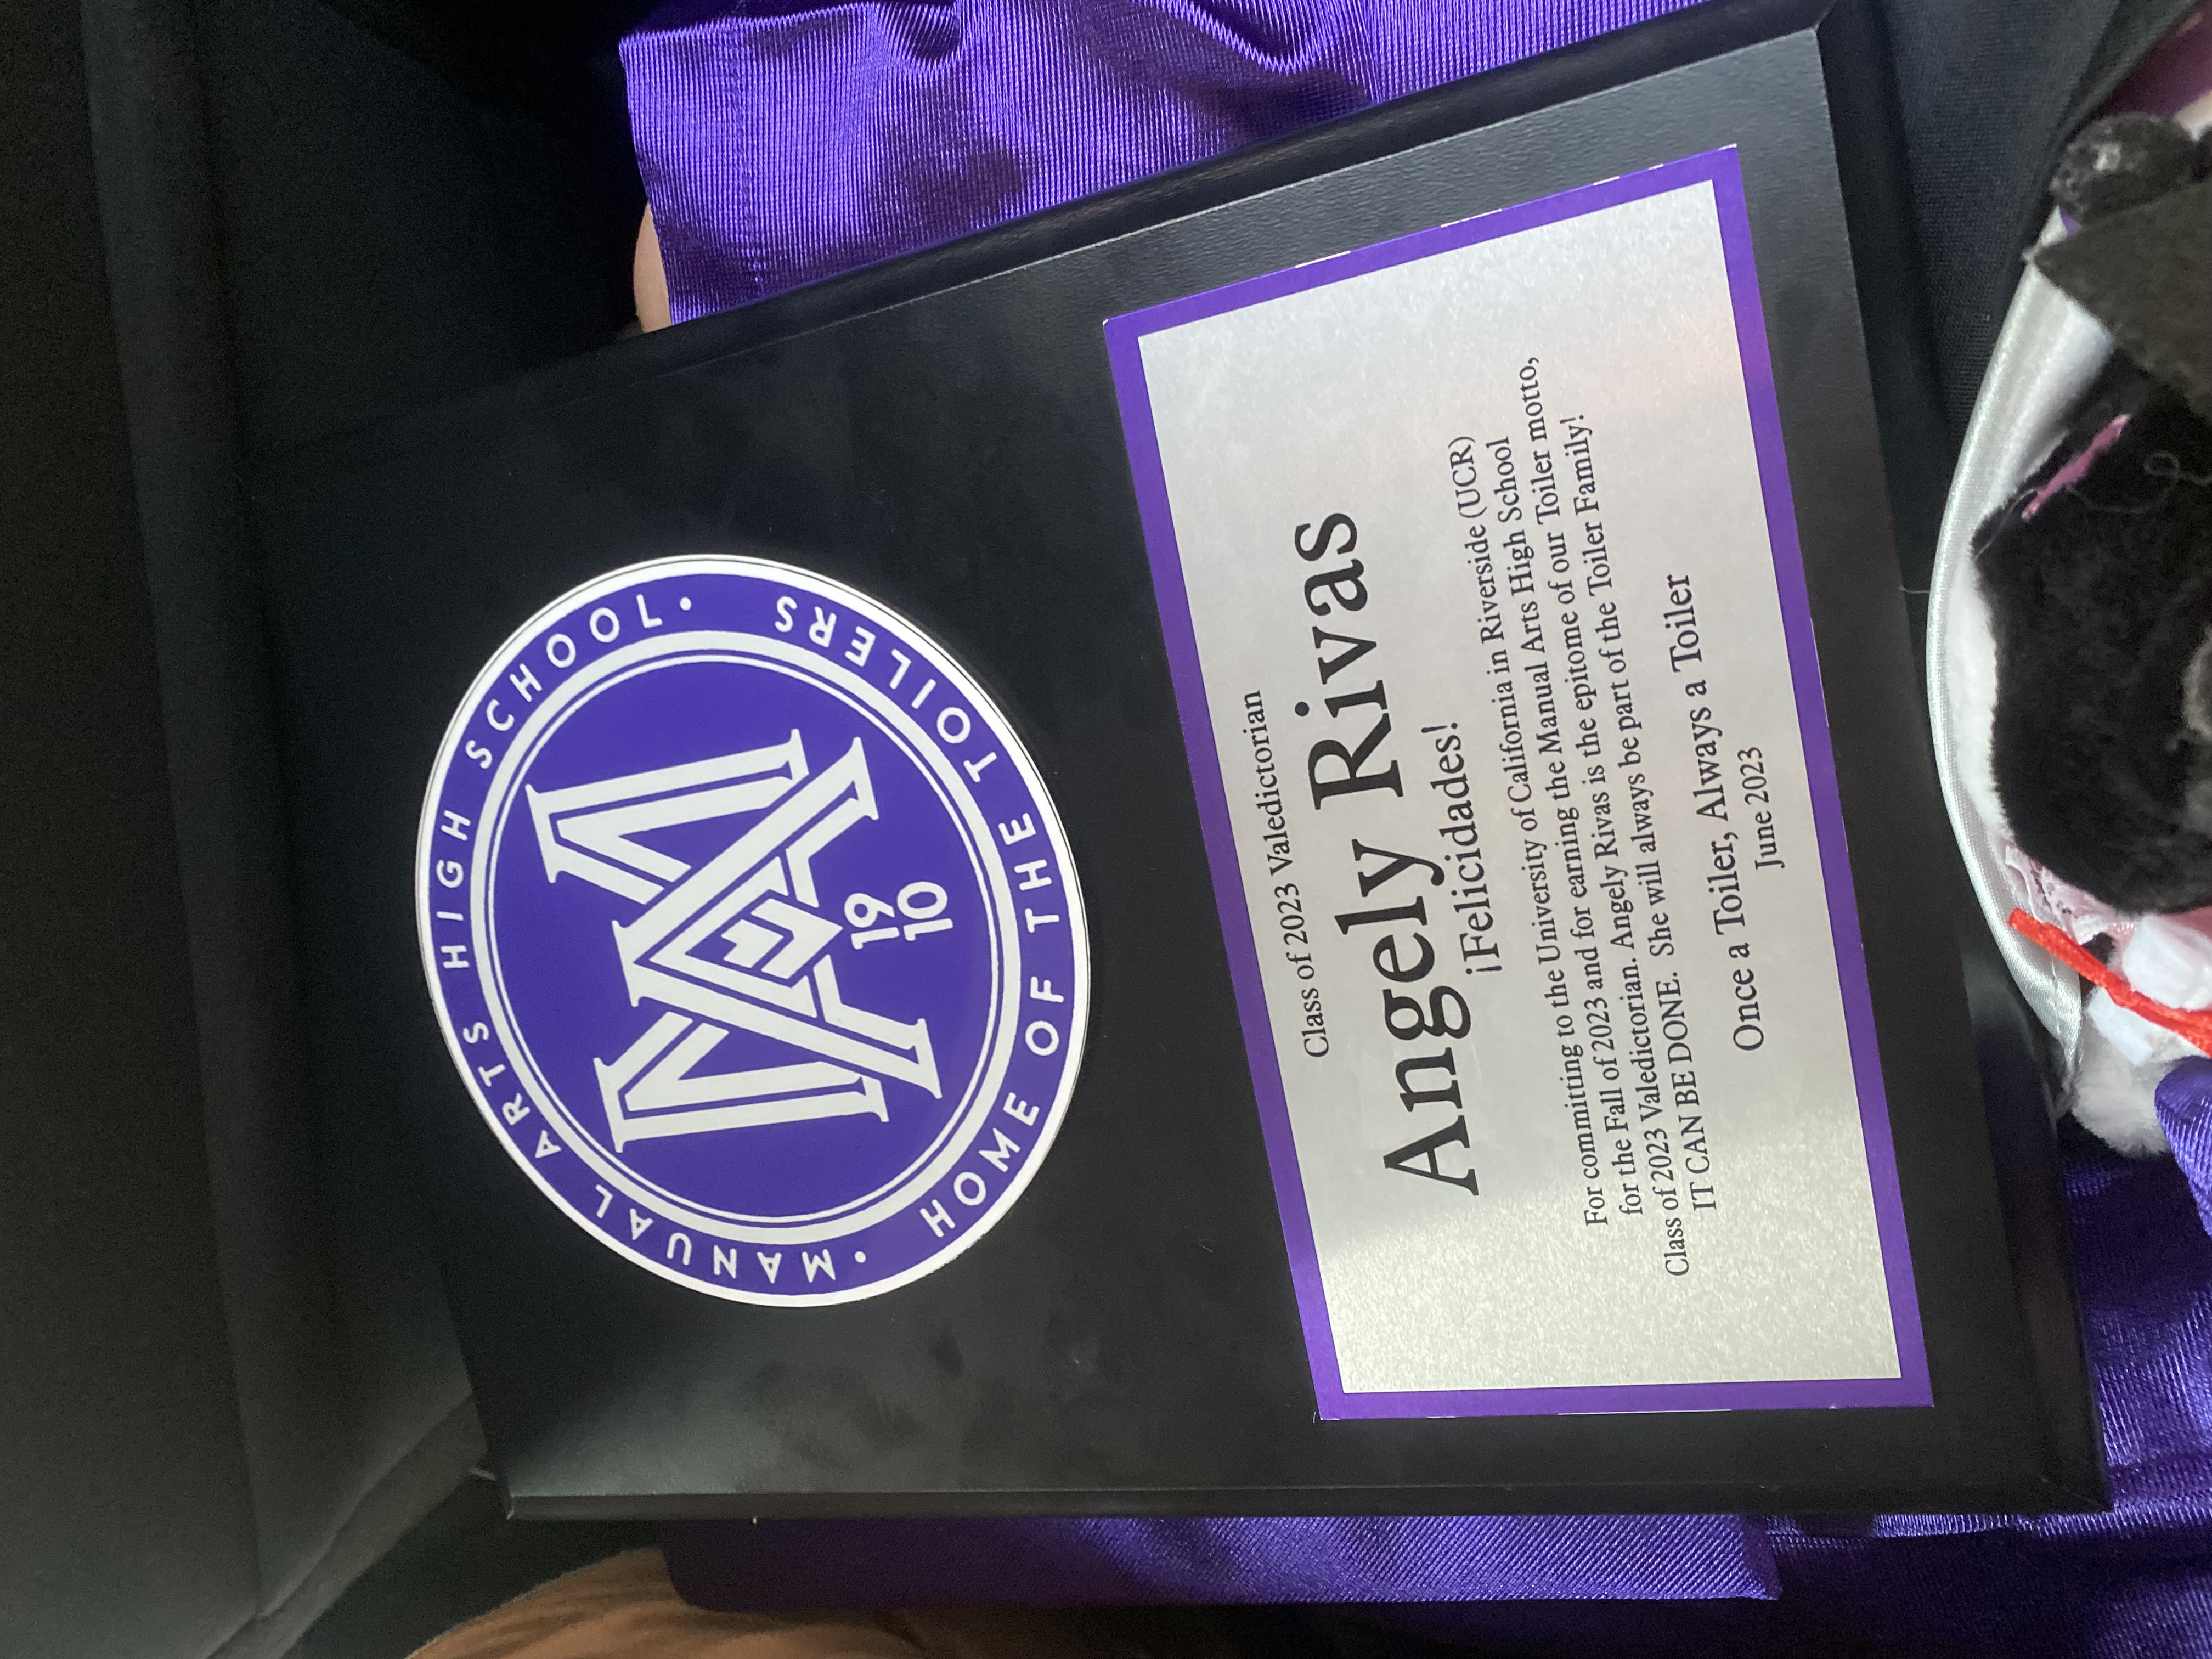 MANUAL ARTS HIGH SCHOOL
MA
19
10
HOME OF THE TOILERS
Class of 2023 Valedictorian
Angely Rivas
¡Felicidades!
For committing to the University of California in Riverside (UCR)
for the Fall of 2023 and for earning the Manual Arts High School
Class of 2023 Valedictorian. Angely Rivas is the epitome of our Toiler motto,
IT CAN BE DONE. She will always be part of the Toiler Family!
Once a Toiler, Always a Toiler
June 2023